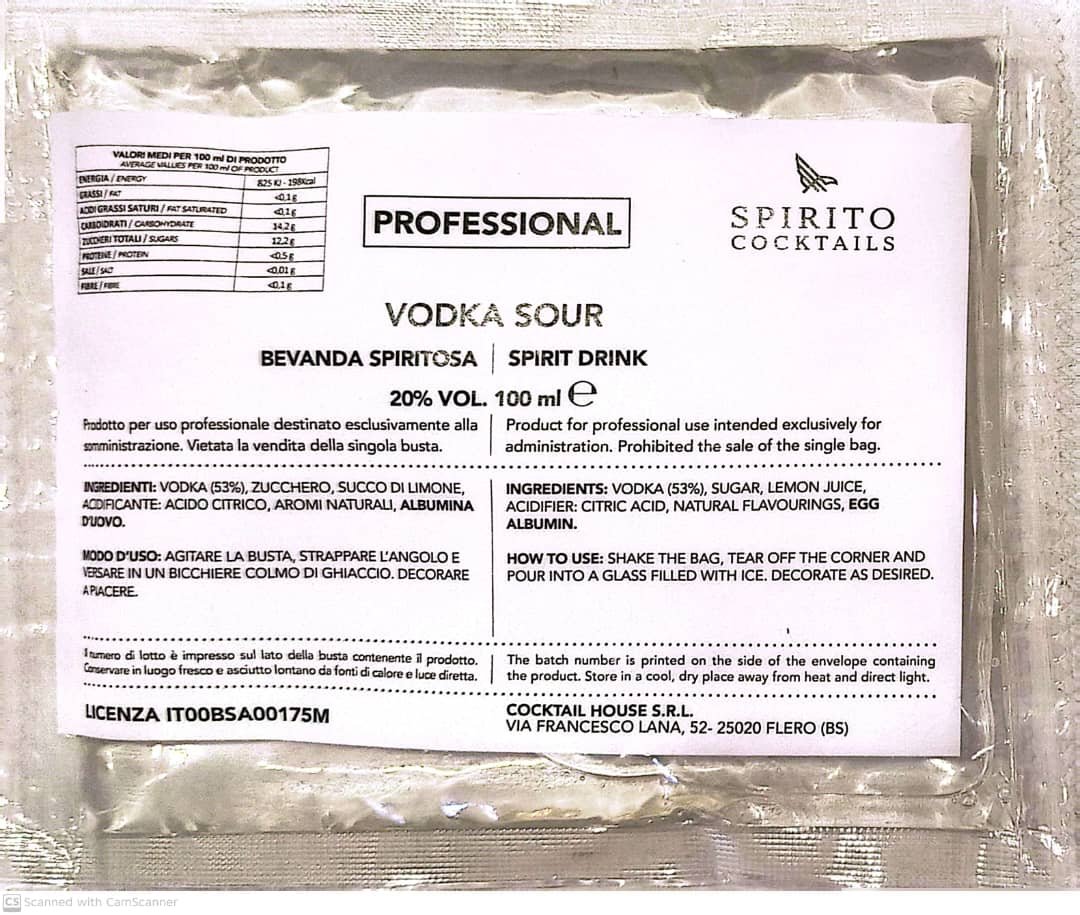 VALORI MEDI PER 100 ml DI PRODOTTO
AVERAGE VALUES PER 100 ml OF PRODUCT
ENERGIA / ENERGY 825 KJ - 198Kcal
GRASSI / FAT <0,1 g
ACIDI GRASSI SATURI / FAT SATURATED <0,1 g
CARBOIDRATI / CARBOHYDRATE 14,2 g
ZUCCHERI TOTALI / SUGARS 12,2 g
PROTEINE / PROTEIN <0,5 g
SALE / SALT <0,01 g
FIBRE / FIBRE <0,1 g
PROFESSIONAL
SPIRITO
COCKTAILS
VODKA SOUR
BEVANDA SPIRITOSA | SPIRIT DRINK
20% VOL. 100 ml ℮
Prodotto per uso professionale destinato esclusivamente alla
somministrazione. Vietata la vendita della singola busta.
Product for professional use intended exclusively for
administration. Prohibited the sale of the single bag.
INGREDIENTI: VODKA (53%), ZUCCHERO, SUCCO DI LIMONE,
ACIDIFICANTE: ACIDO CITRICO, AROMI NATURALI, ALBUMINA
D'UOVO.
MODO D'USO: AGITARE LA BUSTA, STRAPPARE L'ANGOLO E
VERSARE IN UN BICCHIERE COLMO DI GHIACCIO. DECORARE
A PIACERE.
INGREDIENTS: VODKA (53%), SUGAR, LEMON JUICE,
ACIDIFIER: CITRIC ACID, NATURAL FLAVOURINGS, EGG
ALBUMIN.
HOW TO USE: SHAKE THE BAG, TEAR OFF THE CORNER AND
POUR INTO A GLASS FILLED WITH ICE. DECORATE AS DESIRED.
Il numero di lotto è impresso sul lato della busta contenente il prodotto.
Conservare in luogo fresco e asciutto lontano da fonti di calore e luce diretta.
The batch number is printed on the side of the envelope containing
the product. Store in a cool, dry place away from heat and direct light.
LICENZA IT00BSA00175M
COCKTAIL HOUSE S.R.L.
VIA FRANCESCO LANA, 52- 25020 FLERO (BS)
CS Scanned with CamScanner